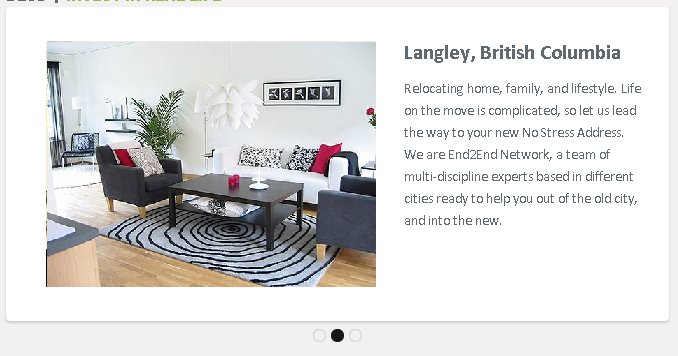 Langley, British Columbia
Relocating home, family, and lifestyle. Life
on the move is complicated, so let us lead
the way to your new No Stress Address.
We are End2End Network, a team of
multi-discipline experts based in different
cities ready to help you out of the old city,
and into the new.